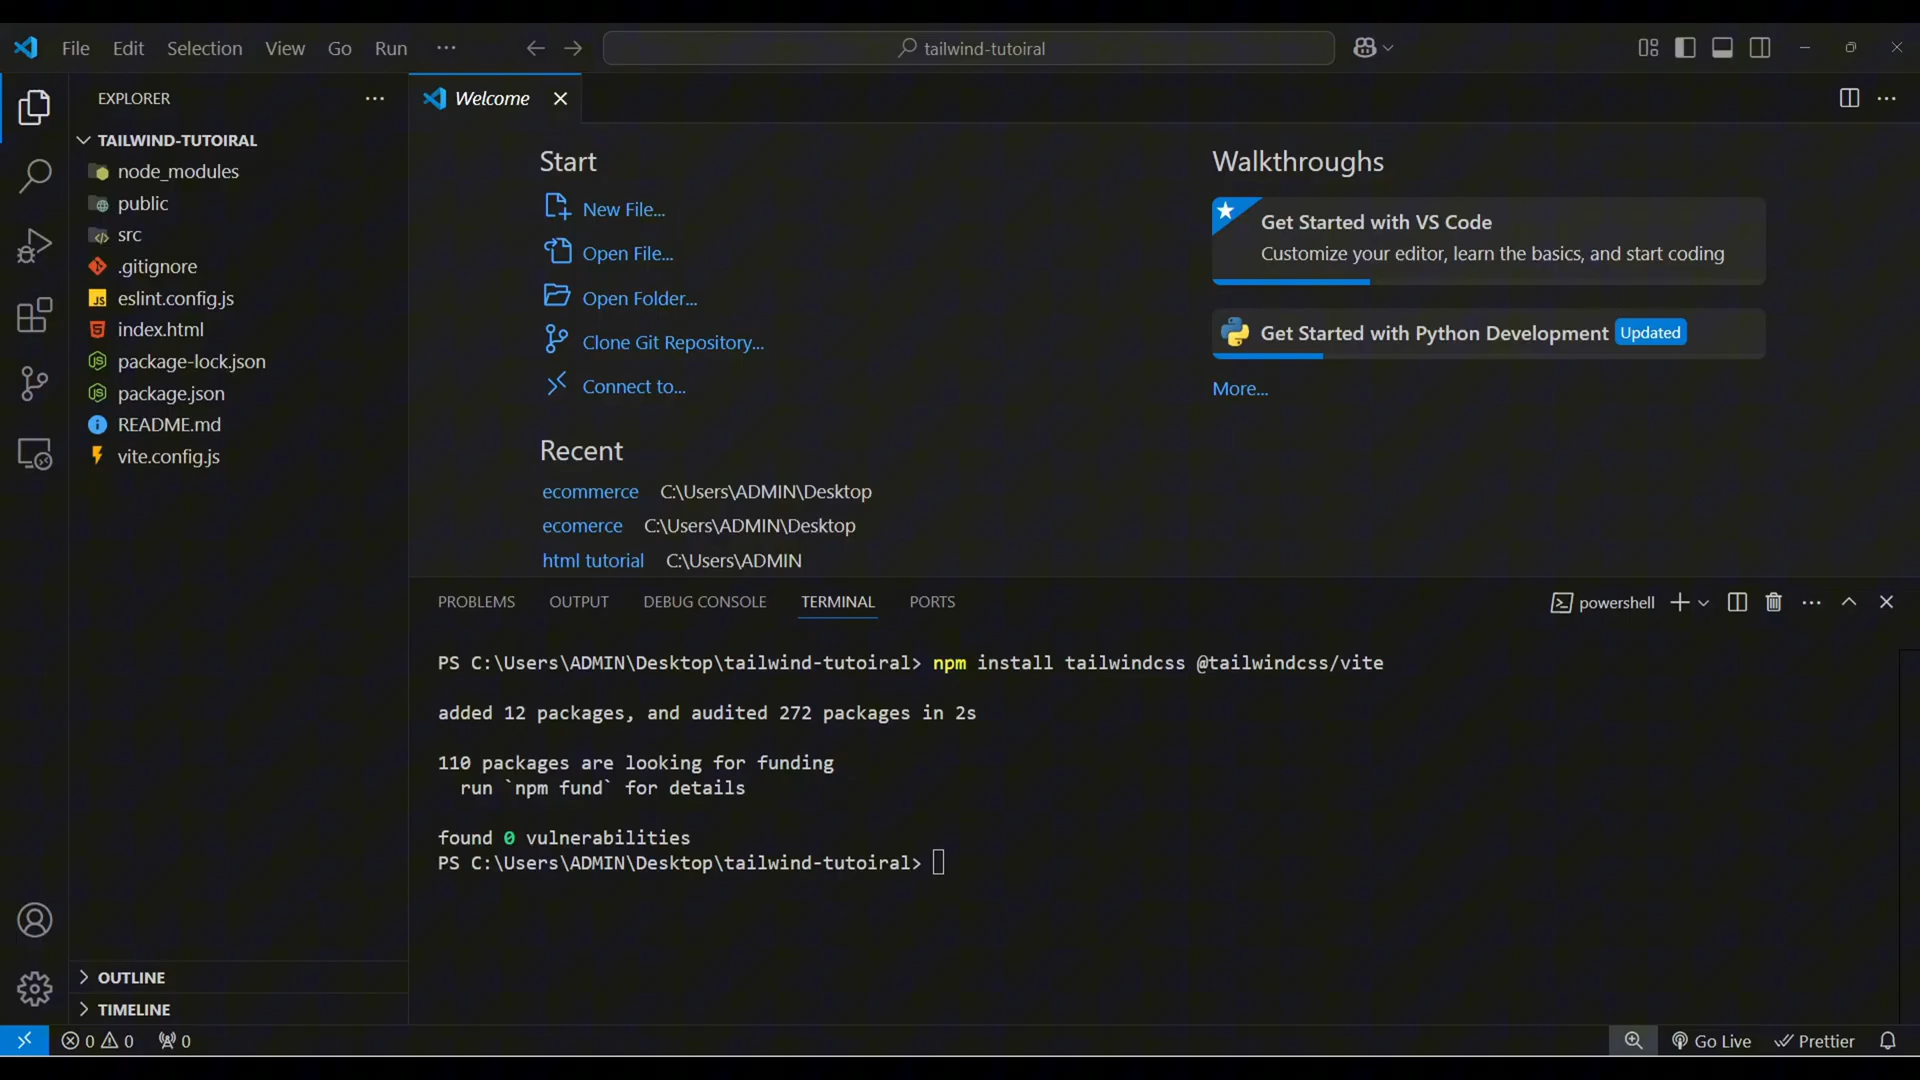 File Edit Selection View Go Run ···
tailwind-tutoiral
EXPLORER
TAILWIND-TUTOIRAL
node_modules
public
src
.gitignore
eslint.config.js
index.html
package-lock.json
package.json
README.md
vite.config.js
OUTLINE
TIMELINE
Welcome
Start
New File...
Open File...
Open Folder...
Clone Git Repository...
Connect to...
Recent
ecommerce C:\Users\ADMIN\Desktop
ecomerce C:\Users\ADMIN\Desktop
html tutorial C:\Users\ADMIN
Walkthroughs
Get Started with VS Code
Customize your editor, learn the basics, and start coding
Get Started with Python Development Updated
More...
PROBLEMS OUTPUT DEBUG CONSOLE TERMINAL PORTS
powershell
PS C:\Users\ADMIN\Desktop\tailwind-tutoiral> npm install tailwindcss @tailwindcss/vite
added 12 packages, and audited 272 packages in 2s
110 packages are looking for funding
run `npm fund` for details
found 0 vulnerabilities
PS C:\Users\ADMIN\Desktop\tailwind-tutoiral>
0 0 0
Go Live Prettier